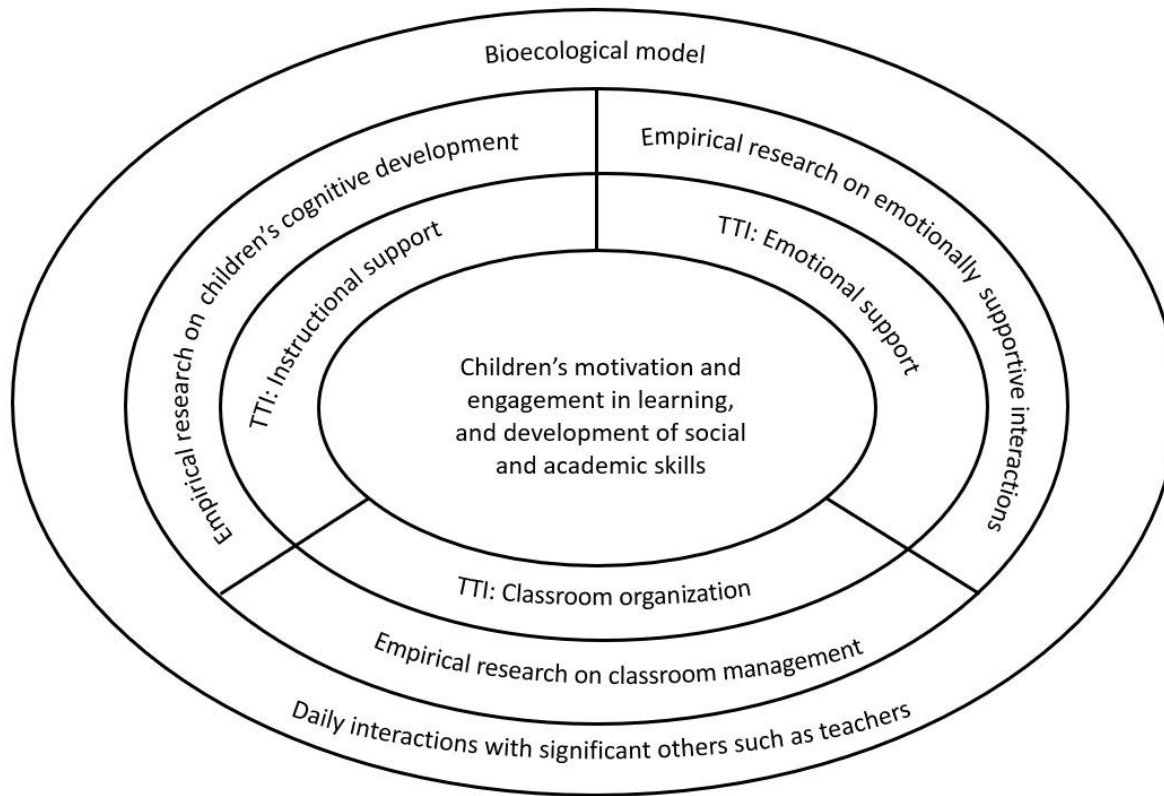 Bioecological model
Empirical research on children’s cognitive development
Empirical research on emotionally supportive interactions
TTI: Instructional support
TTI: Emotional support
Children’s motivation and
engagement in learning,
and development of social
and academic skills
TTI: Classroom organization
Empirical research on classroom management
Daily interactions with significant others such as teachers